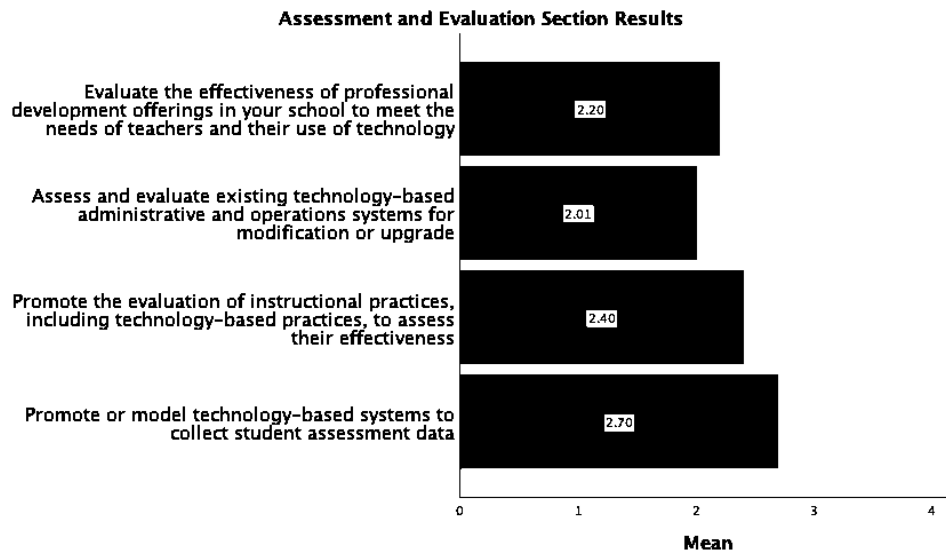 Assessment and Evaluation Section Results
Evaluate the effectiveness of professional
development offerings in your school to meet the
needs of teachers and their use of technology
2.20
Assess and evaluate existing technology-based
administrative and operations systems for
modification or upgrade
2.01
Promote the evaluation of instructional practices,
including technology-based practices, to assess
their effectiveness
2.40
Promote or model technology-based systems to
collect student assessment data
2.70
0 1 2 3 4
Mean